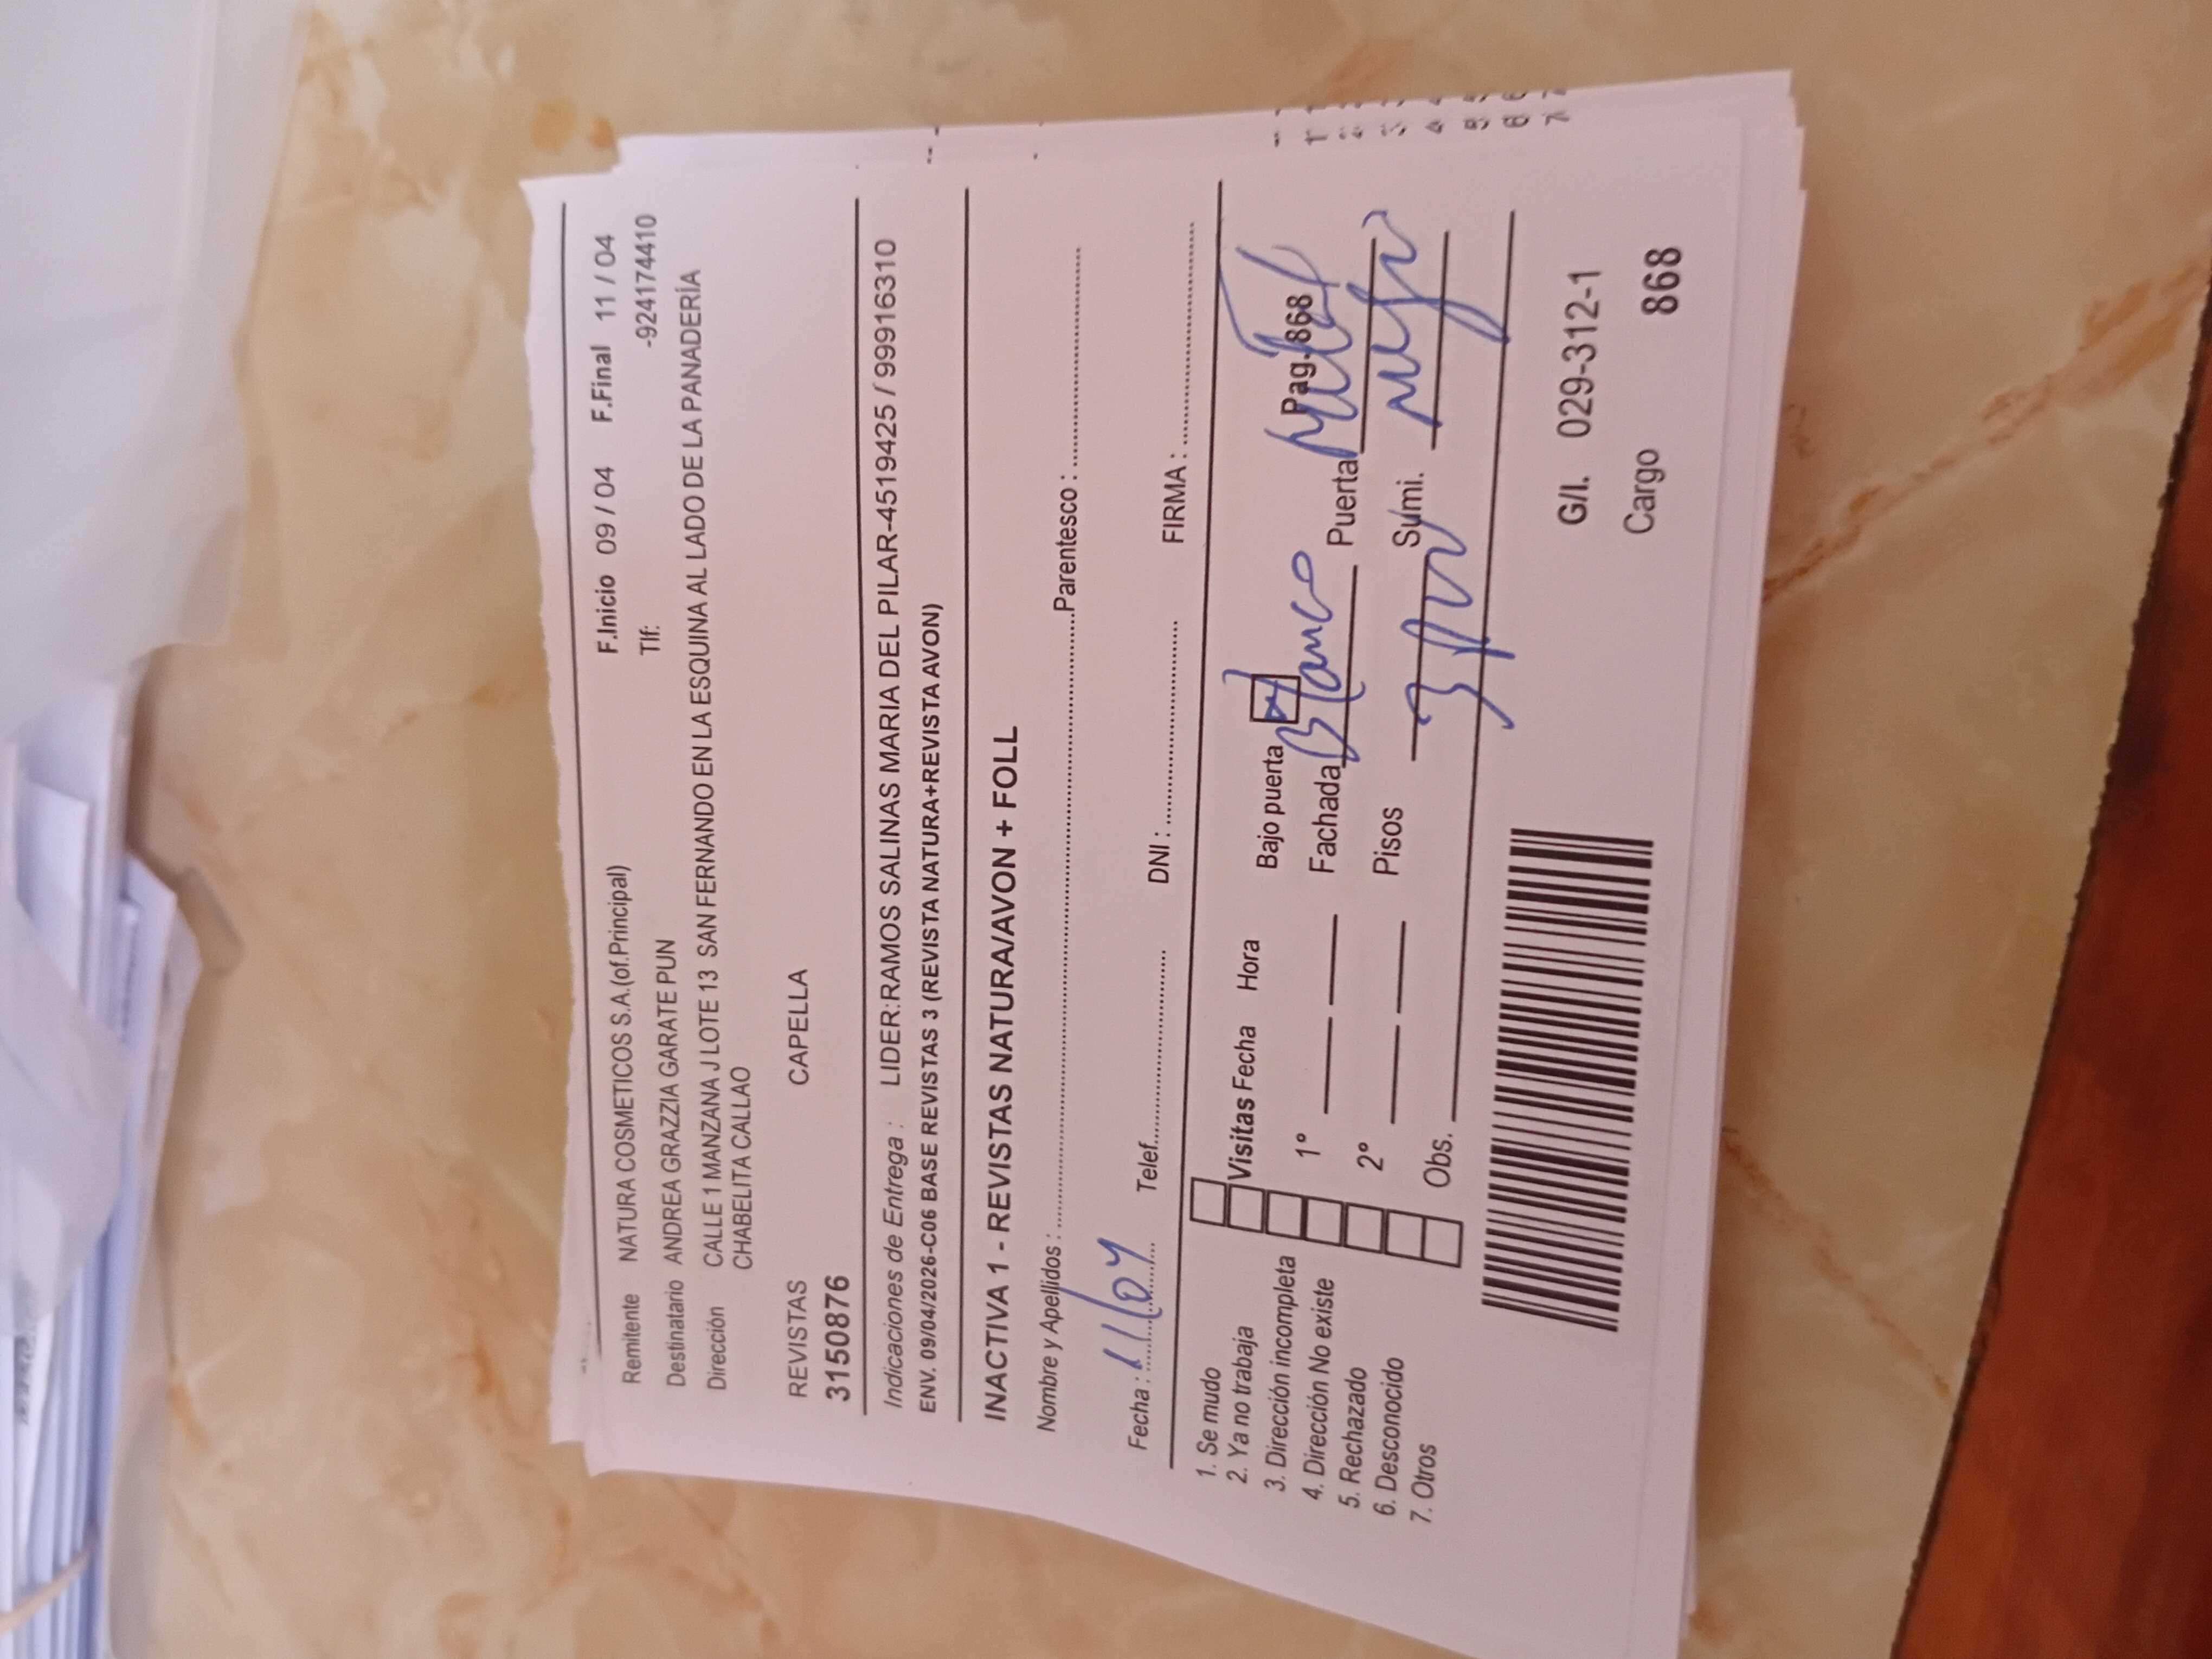 F.Inicio 09 / 04 F.Final 11 / 04
Remitente NATURA COSMETICOS S.A.(of.Principal) Tlf: -924174410
Destinatario ANDREA GRAZZIA GARATE PUN
Dirección CALLE 1 MANZANA J LOTE 13 SAN FERNANDO EN LA ESQUINA AL LADO DE LA PANADERÍA
CHABELITA CALLAO
REVISTAS CAPELLA
3150876
Indicaciones de Entrega : LIDER:RAMOS SALINAS MARIA DEL PILAR-4519425 / 999916310
ENV. 09/04/2026-C06 BASE REVISTAS 3 (REVISTA NATURA+REVISTA AVON)
INACTIVA 1 - REVISTAS NATURA/AVON + FOLL
Nombre y Apellidos : Parentesco :
Fecha : 11/04 Telef. DNI : FIRMA :
1. Se mudo
2. Ya no trabaja
3. Dirección incompleta
4. Dirección No existe
5. Rechazado
6. Desconocido
7. Otros
Visitas Fecha Hora
1º
2º
Obs.
Bajo puerta Pag-868
Fachada Blanco Puerta
Pisos 3 Sumi.
G/I. 029-312-1
Cargo 868